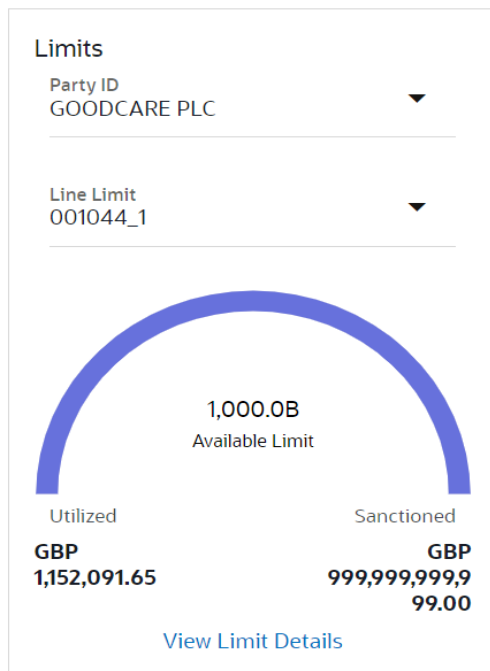 Limits
Party ID
GOODCARE PLC
Line Limit
001044_1
1,000.0B
Available Limit
Utilized Sanctioned
GBP GBP
1,152,091.65 999,999,999,9
99.00
View Limit Details